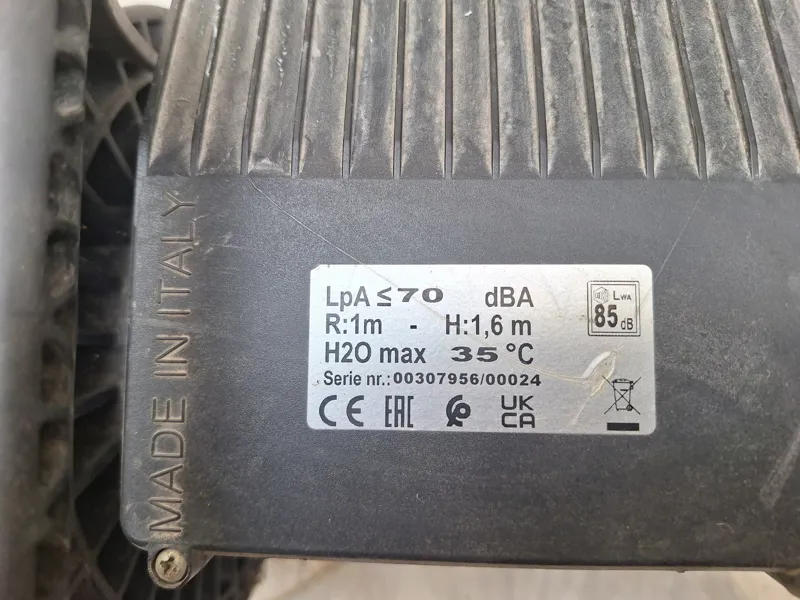 MADE IN ITALY
LpA ≤ 70 dBA
R:1m - H:1,6 m
H2O max 35 °C
Serie nr.: 00307956/00024
CE EAC UK CA
LWA
85 dB